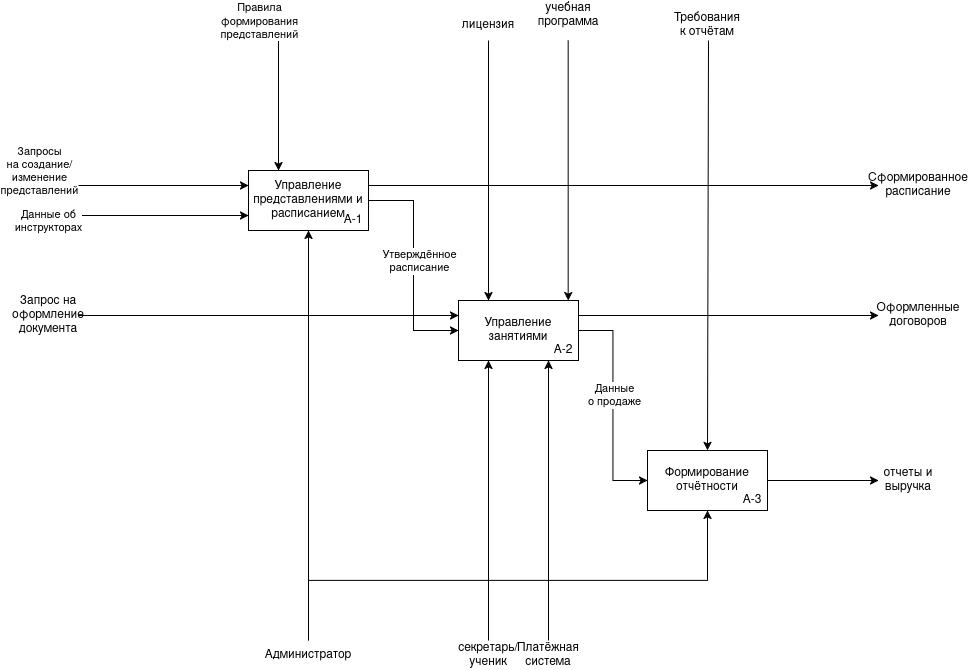 Правила
формирования
представлений
лицензия
учебная
программа
Требования
к отчётам
Запросы
на создание/
изменение
представлений
Данные об
инструкторах
Управление
представлениями и
расписанием
А-1
Сформированное
расписание
Утверждённое
расписание
Запрос на
оформление
документа
Управление
занятиями
А-2
Оформленные
договоров
Данные
о продаже
Формирование
отчётности
А-3
отчеты и
выручка
Администратор
секретарь/
ученик
Платёжная
система